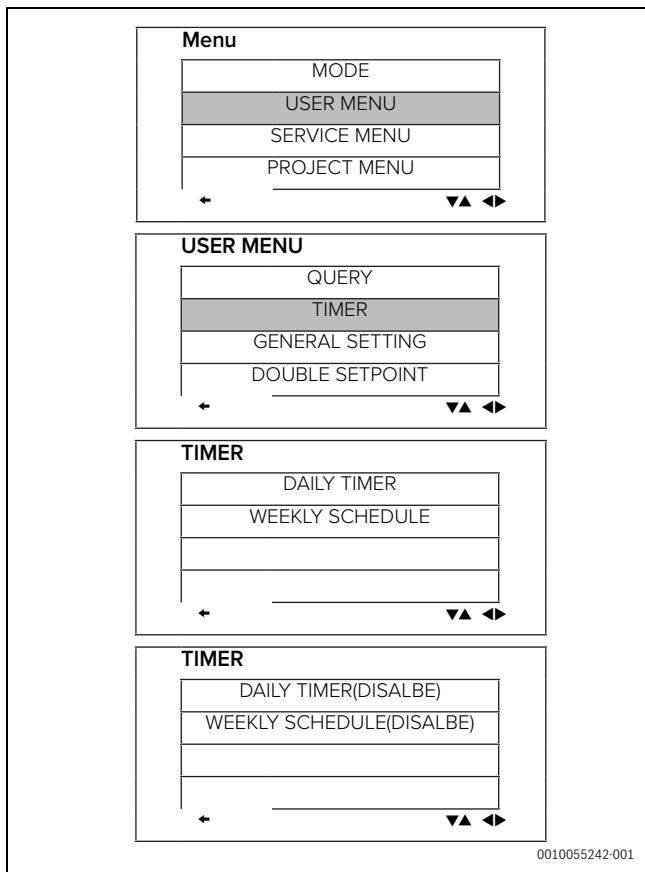 Menu
MODE
USER MENU
SERVICE MENU
PROJECT MENU
← ▼▲ ◀▶
USER MENU
QUERY
TIMER
GENERAL SETTING
DOUBLE SETPOINT
← ▼▲ ◀▶
TIMER
DAILY TIMER
WEEKLY SCHEDULE
← ▼▲ ◀▶
TIMER
DAILY TIMER(DISALBE)
WEEKLY SCHEDULE(DISALBE)
← ▼▲ ◀▶
0010055242-001